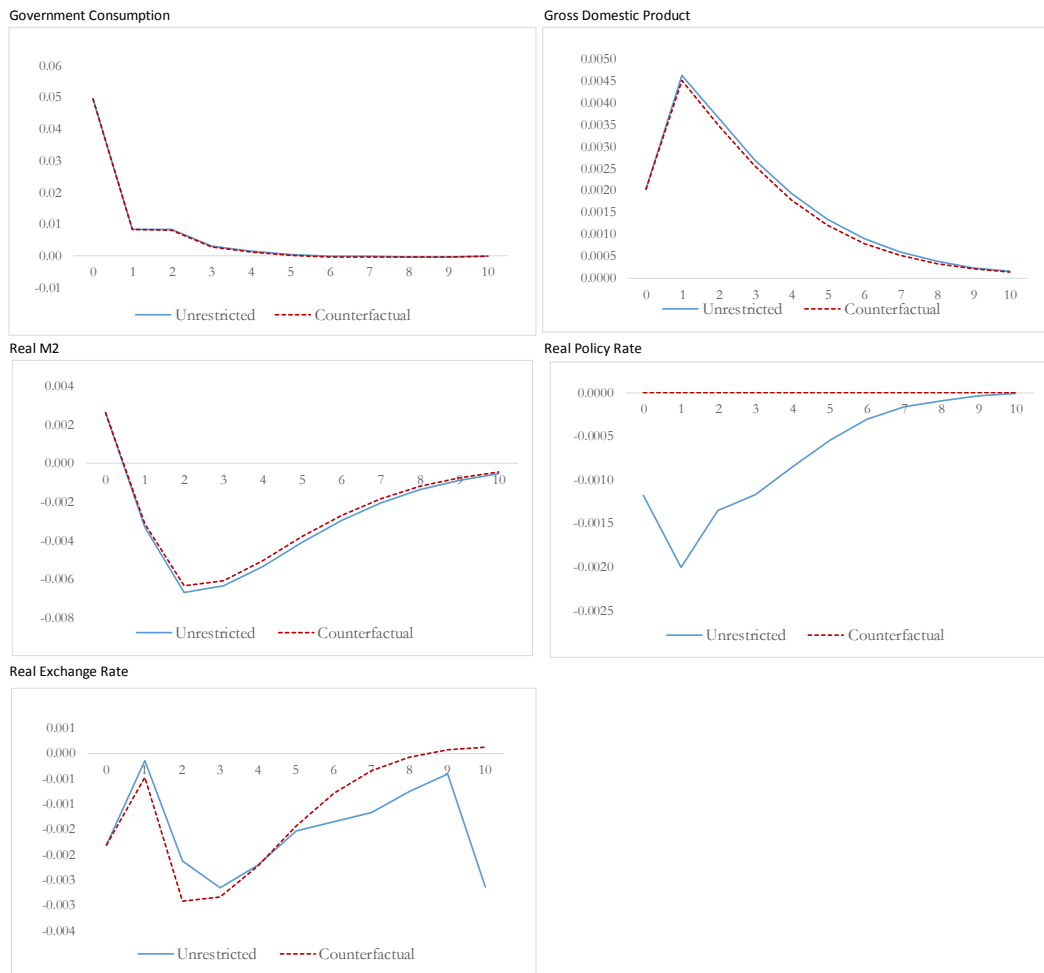 Government Consumption
0.06
0.05
0.04
0.03
0.02
0.01
0.00
-0.01
0 1 2 3 4 5 6 7 8 9 10
Unrestricted Counterfactual
Gross Domestic Product
0.0050
0.0045
0.0040
0.0035
0.0030
0.0025
0.0020
0.0015
0.0010
0.0005
0.0000
0 1 2 3 4 5 6 7 8 9 10
Unrestricted Counterfactual
Real M2
0.004
0.002
0.000
-0.002
-0.004
-0.006
-0.008
0 1 2 3 4 5 6 7 8 9 10
Unrestricted Counterfactual
Real Policy Rate
0.0000
-0.0005
-0.0010
-0.0015
-0.0020
-0.0025
0 1 2 3 4 5 6 7 8 9 10
Unrestricted Counterfactual
Real Exchange Rate
0.001
0.000
-0.001
-0.001
-0.002
-0.002
-0.003
-0.003
-0.004
0 1 2 3 4 5 6 7 8 9 10
Unrestricted Counterfactual